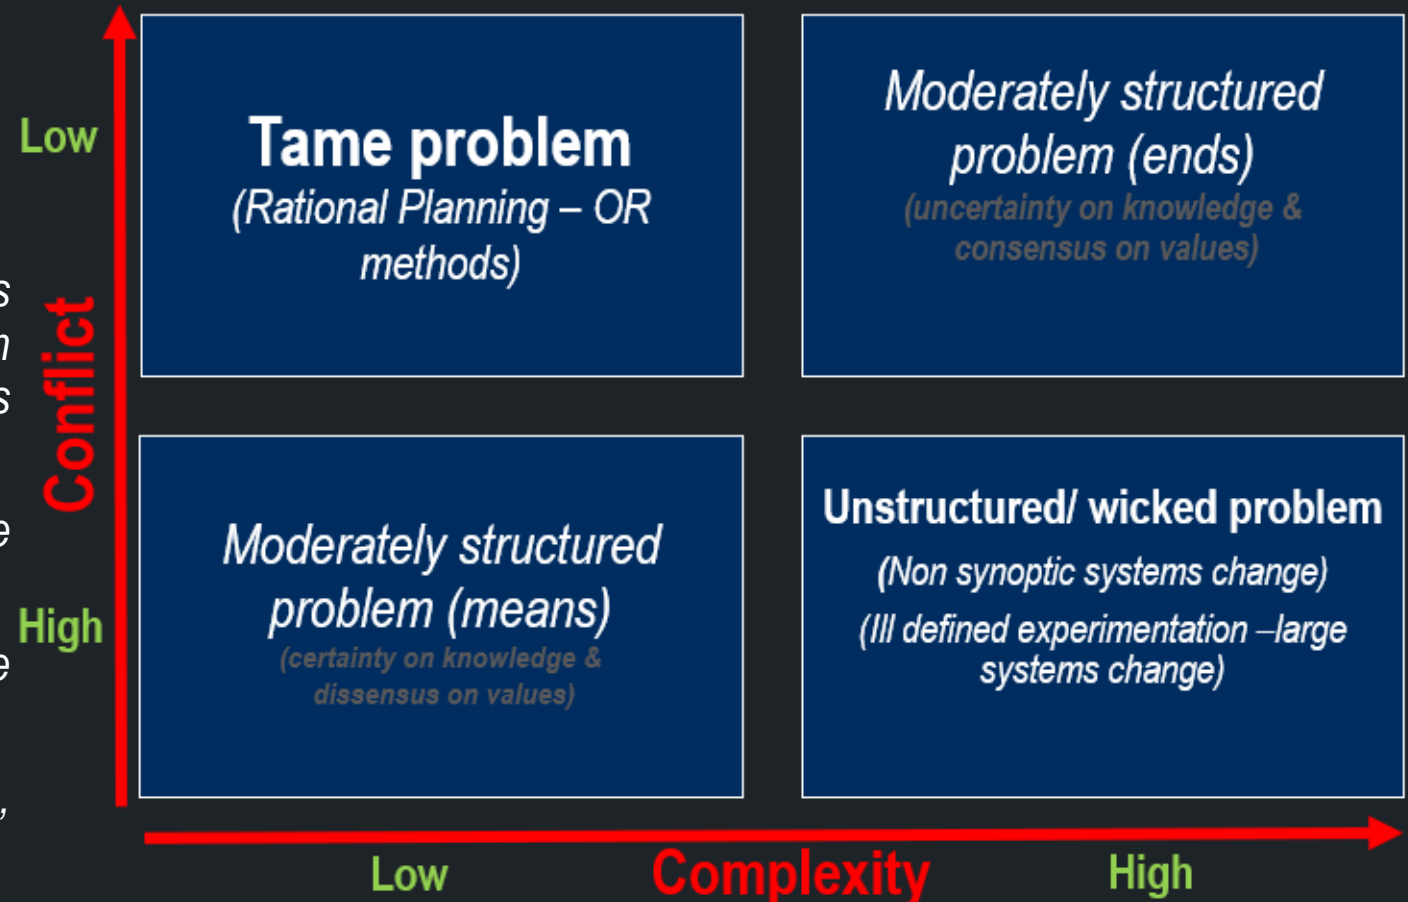 Low
Conflict
High
Tame problem
(Rational Planning – OR
methods)
Moderately structured
problem (ends)
(uncertainty on knowledge &
consensus on values)
Moderately structured
problem (means)
(certainty on knowledge &
dissensus on values)
Unstructured/ wicked problem
(Non synoptic systems change)
(Ill defined experimentation –large
systems change)
Low
Complexity
High